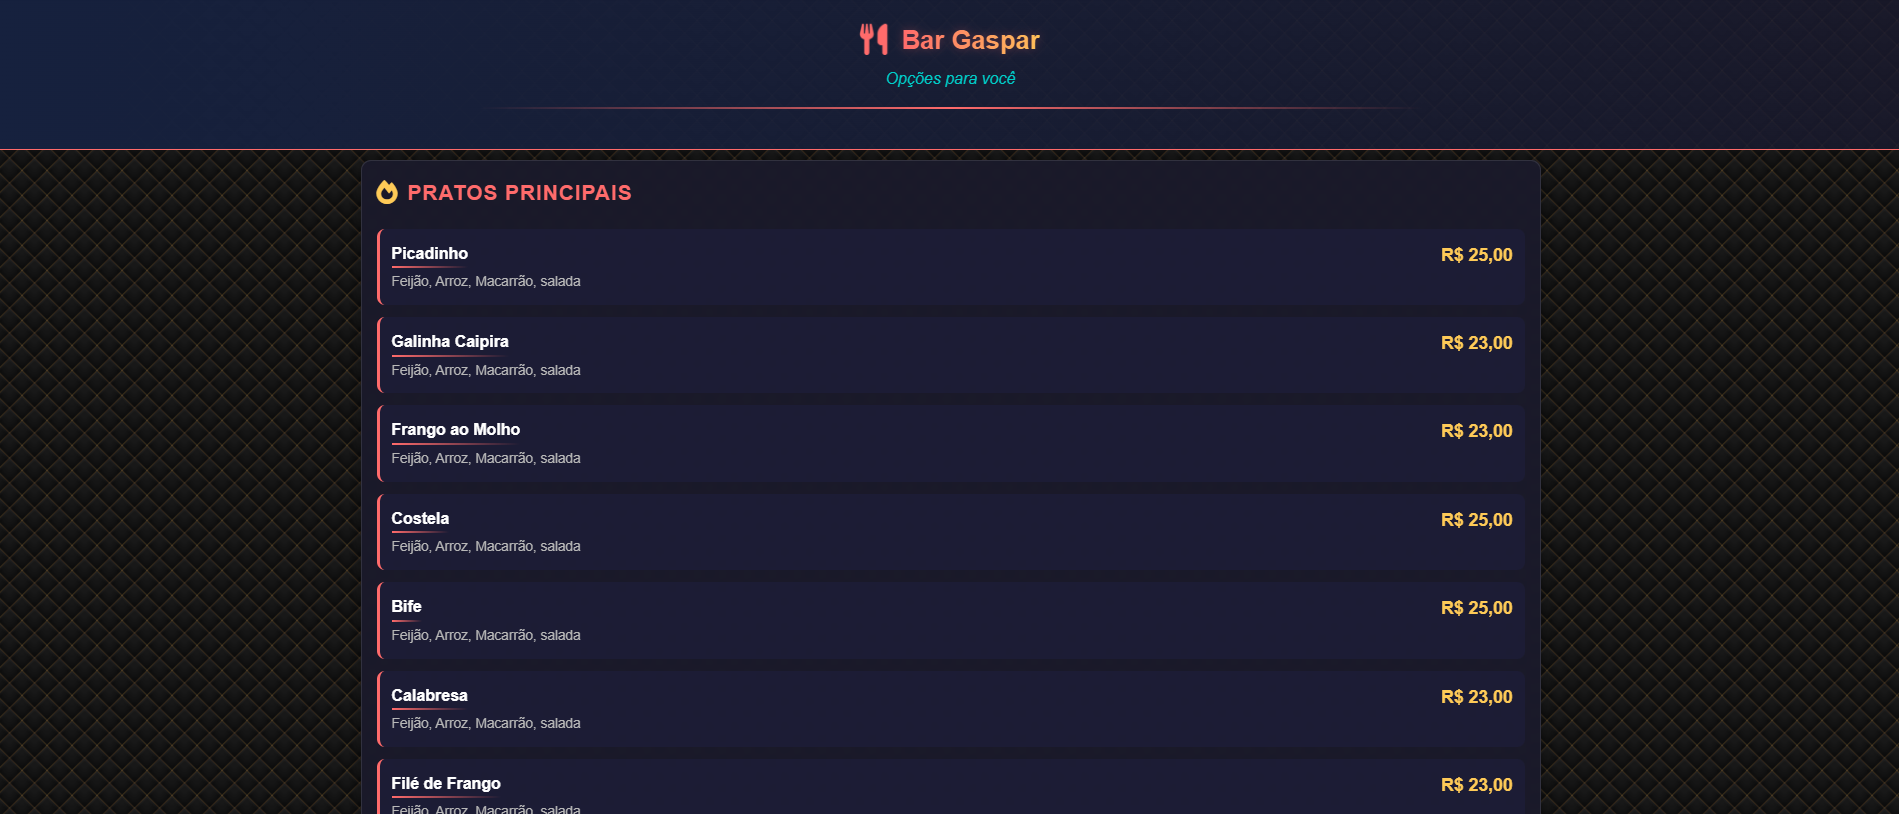 Bar Gaspar
Opções para você
PRATOS PRINCIPAIS
Picadinho
R$ 25,00
Feijão, Arroz, Macarrão, salada
Galinha Caipira
R$ 23,00
Feijão, Arroz, Macarrão, salada
Frango ao Molho
R$ 23,00
Feijão, Arroz, Macarrão, salada
Costela
R$ 25,00
Feijão, Arroz, Macarrão, salada
Bife
R$ 25,00
Feijão, Arroz, Macarrão, salada
Calabresa
R$ 23,00
Feijão, Arroz, Macarrão, salada
Filé de Frango
R$ 23,00
Feijão, Arroz, Macarrão, salada